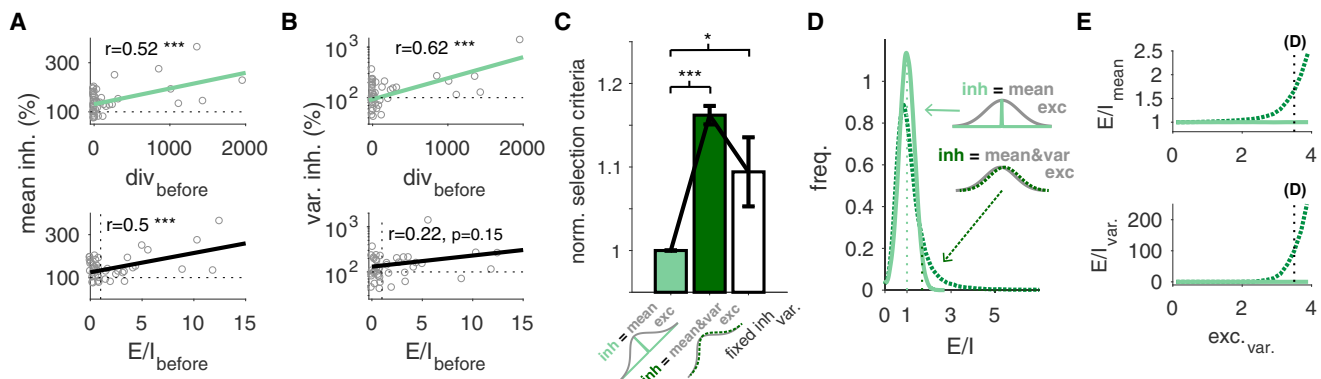 A
r=0.52 ***
300
100
0
1000
2000
div before
mean inh. (%)
r=0.5 ***
300
100
0
5
10
15
E/I before
B
10^3
10^2
r=0.62 ***
0
1000
2000
div before
var. inh. (%)
10^3
10^2
r=0.22, p=0.15
0
5
10
15
E/I before
C
norm. selection criteria
1.2
1.1
1
***
*
inh = mean exc
inh = mean&var exc
fixed inh var.
D
freq.
1
0.8
0.6
0.4
0.2
0
0
1
3
5
E/I
inh = mean
exc
inh = mean&var
exc
E
(D)
E/I mean
2.5
2
1.5
1
0
2
4
(D)
E/I var.
200
100
0
0
2
4
exc. var.